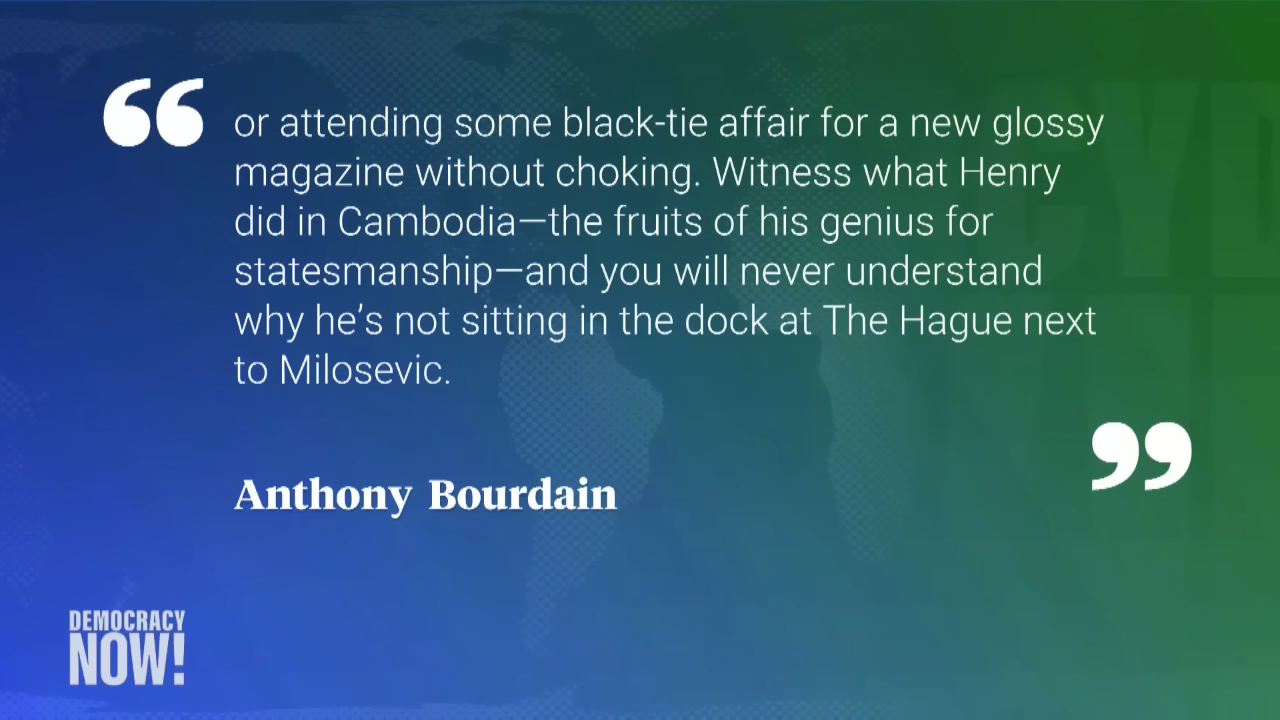 “ or attending some black-tie affair for a new glossy
magazine without choking. Witness what Henry
did in Cambodia—the fruits of his genius for
statesmanship—and you will never understand
why he’s not sitting in the dock at The Hague next
to Milosevic.
”
Anthony Bourdain
DEMOCRACY
NOW!